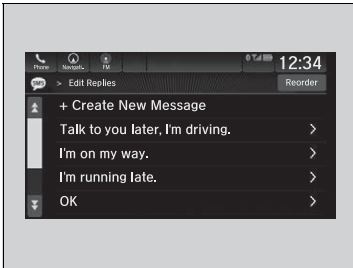 Phone
Navigati..
FM
12:34
SMS
> Edit Replies
Reorder
+ Create New Message
Talk to you later, I'm driving.
I'm on my way.
I'm running late.
OK